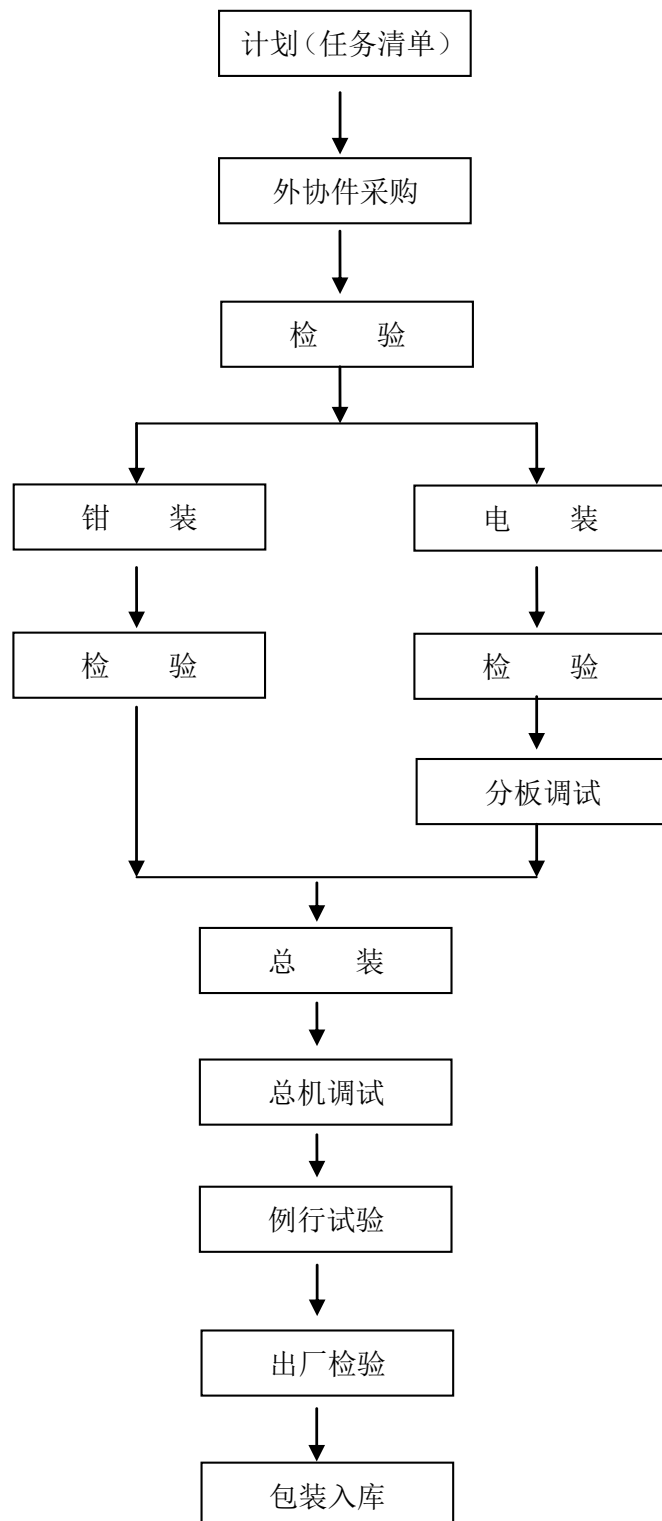 计划（任务清单）
外协件采购
检 验
钳 装
电 装
检 验
检 验
分板调试
总 装
总机调试
例行试验
出厂检验
包装入库